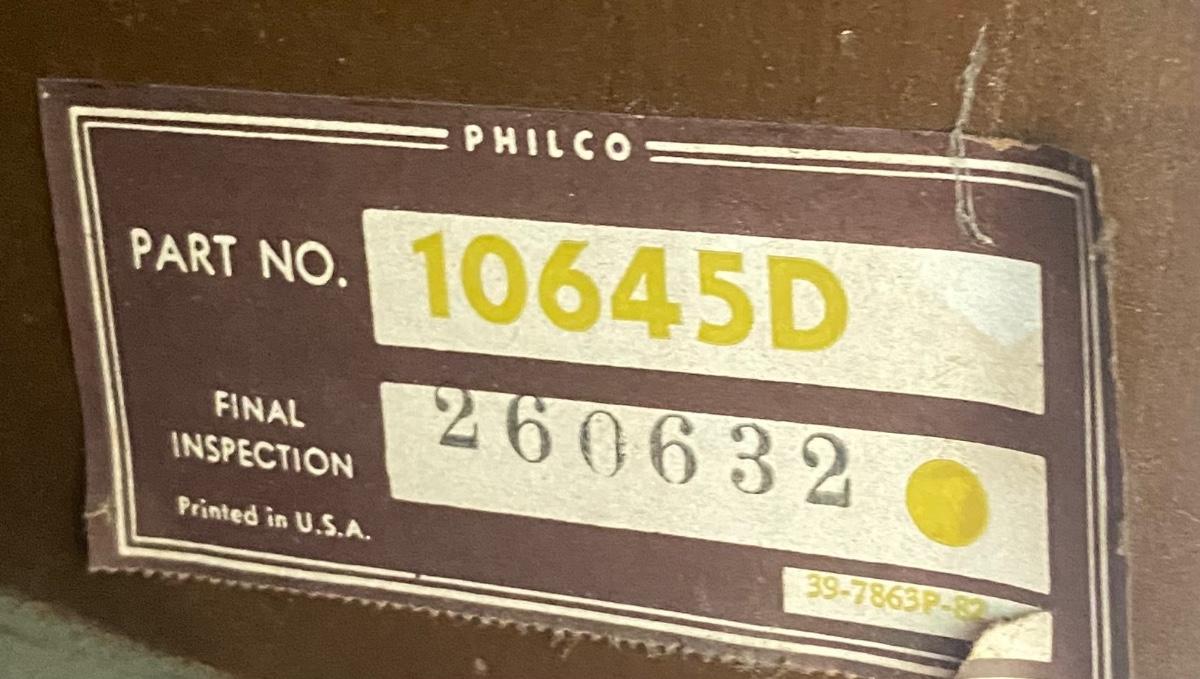 PHILCO
PART NO. 10645D
FINAL
INSPECTION
260632
Printed in U.S.A.
39-7863P-82